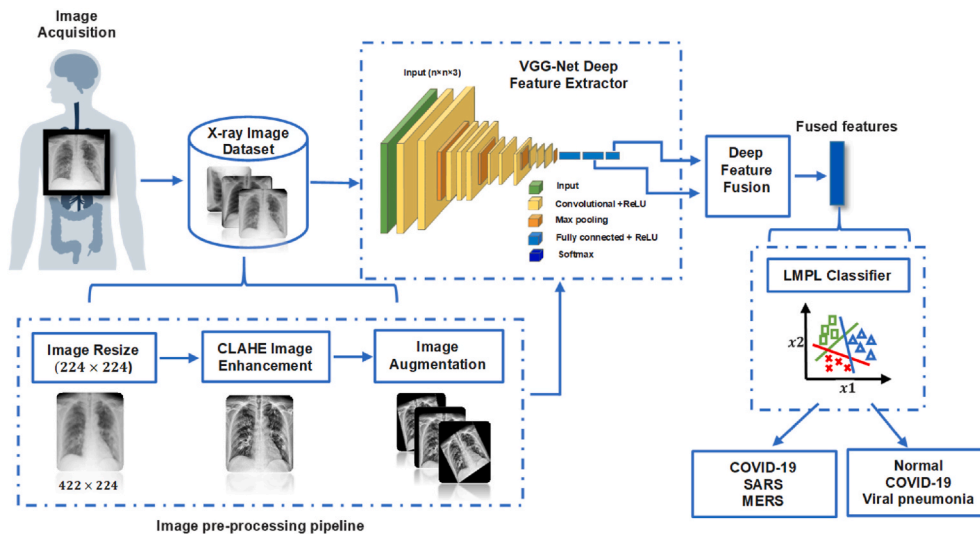 Image
Acquisition
X-ray Image
Dataset
VGG-Net Deep
Feature Extractor
Input (n×n×3)
Input
Convolutional +ReLU
Max pooling
Fully connected + ReLU
Softmax
Deep
Feature
Fusion
Fused features
LMPL Classifier
x2
x1
COVID-19
SARS
MERS
Normal
COVID-19
Viral pneumonia
Image Resize
(224 × 224)
CLAHE Image
Enhancement
Image
Augmentation
422 × 224
Image pre-processing pipeline